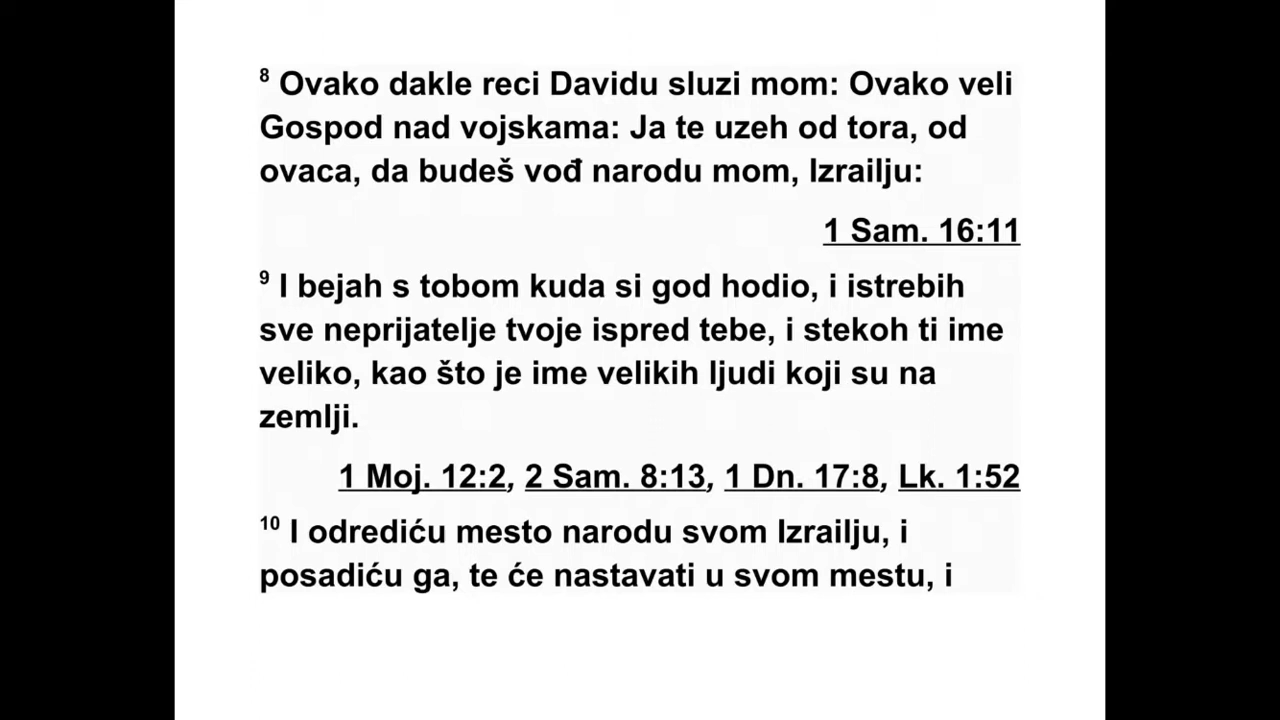 8 Ovako dakle reci Davidu sluzi mom: Ovako veli
Gospod nad vojskama: Ja te uzeh od tora, od
ovaca, da budeš vođ narodu mom, Izrailju:
1 Sam. 16:11
9 I bejah s tobom kuda si god hodio, i istrebih
sve neprijatelje tvoje ispred tebe, i stekoh ti ime
veliko, kao što je ime velikih ljudi koji su na
zemlji.
1 Moj. 12:2, 2 Sam. 8:13, 1 Dn. 17:8, Lk. 1:52
10 I odrediću mesto narodu svom Izrailju, i
posadiću ga, te će nastavati u svom mestu, i